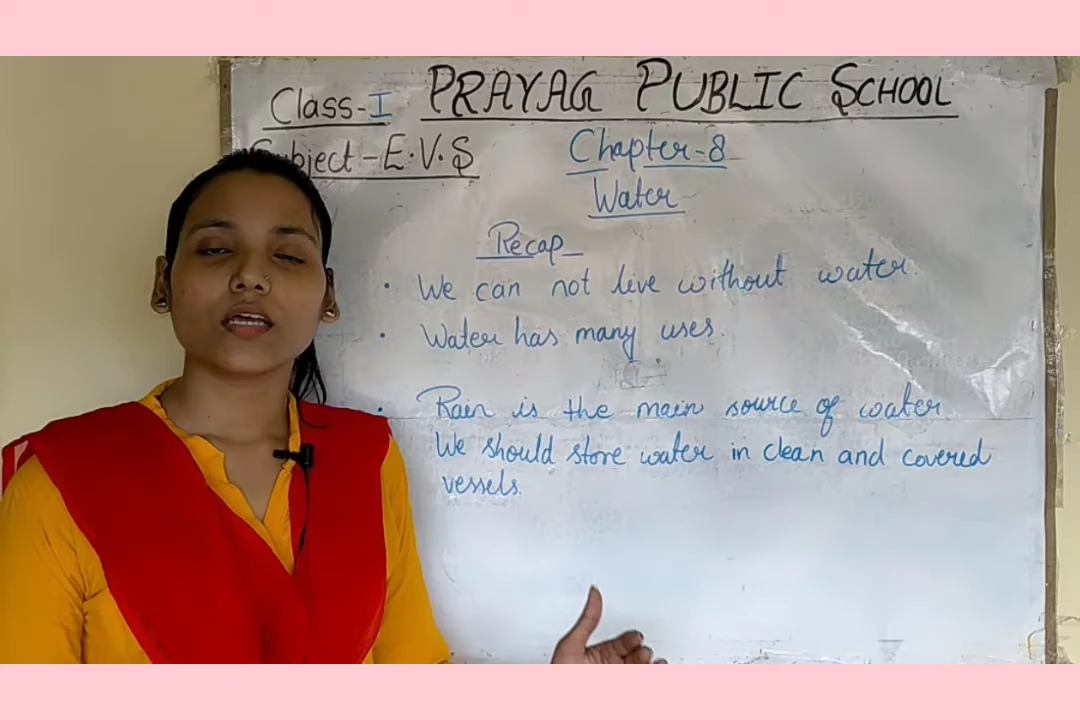 Class-I PRAYAG PUBLIC SCHOOL
Subject - E.V.S
Chapter-8
Water
Recap
• We can not live without water.
• Water has many uses.
• Rain is the main source of water
We should store water in clean and covered
vessels.